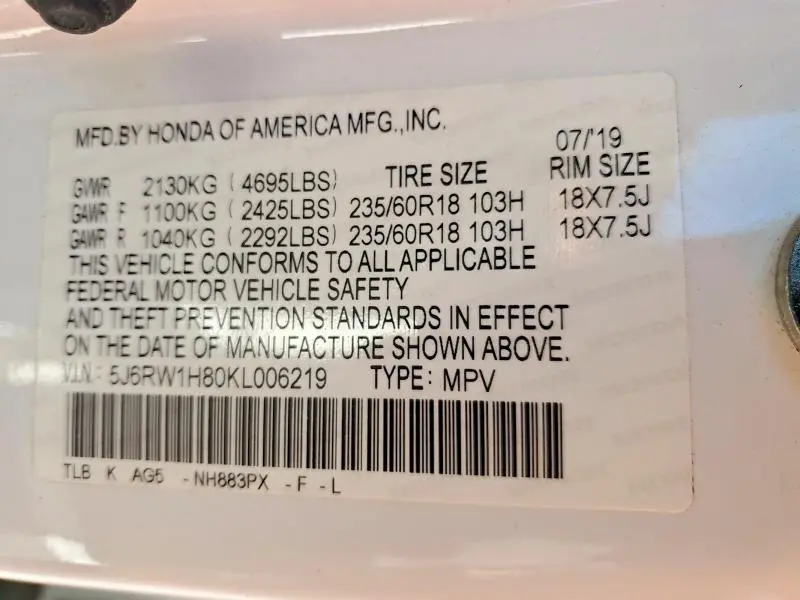 MFD.BY HONDA OF AMERICA MFG.,INC. 07/'19
GVWR 2130KG (4695LBS) TIRE SIZE RIM SIZE
GAWR F 1100KG (2425LBS) 235/60R18 103H 18X7.5J
GAWR R 1040KG (2292LBS) 235/60R18 103H 18X7.5J
THIS VEHICLE CONFORMS TO ALL APPLICABLE
FEDERAL MOTOR VEHICLE SAFETY
AND THEFT PREVENTION STANDARDS IN EFFECT
ON THE DATE OF MANUFACTURE SHOWN ABOVE.
V.I.N.: 5J6RW1H80KL006219 TYPE: MPV
TLB K AG5 -NH883PX -F -L